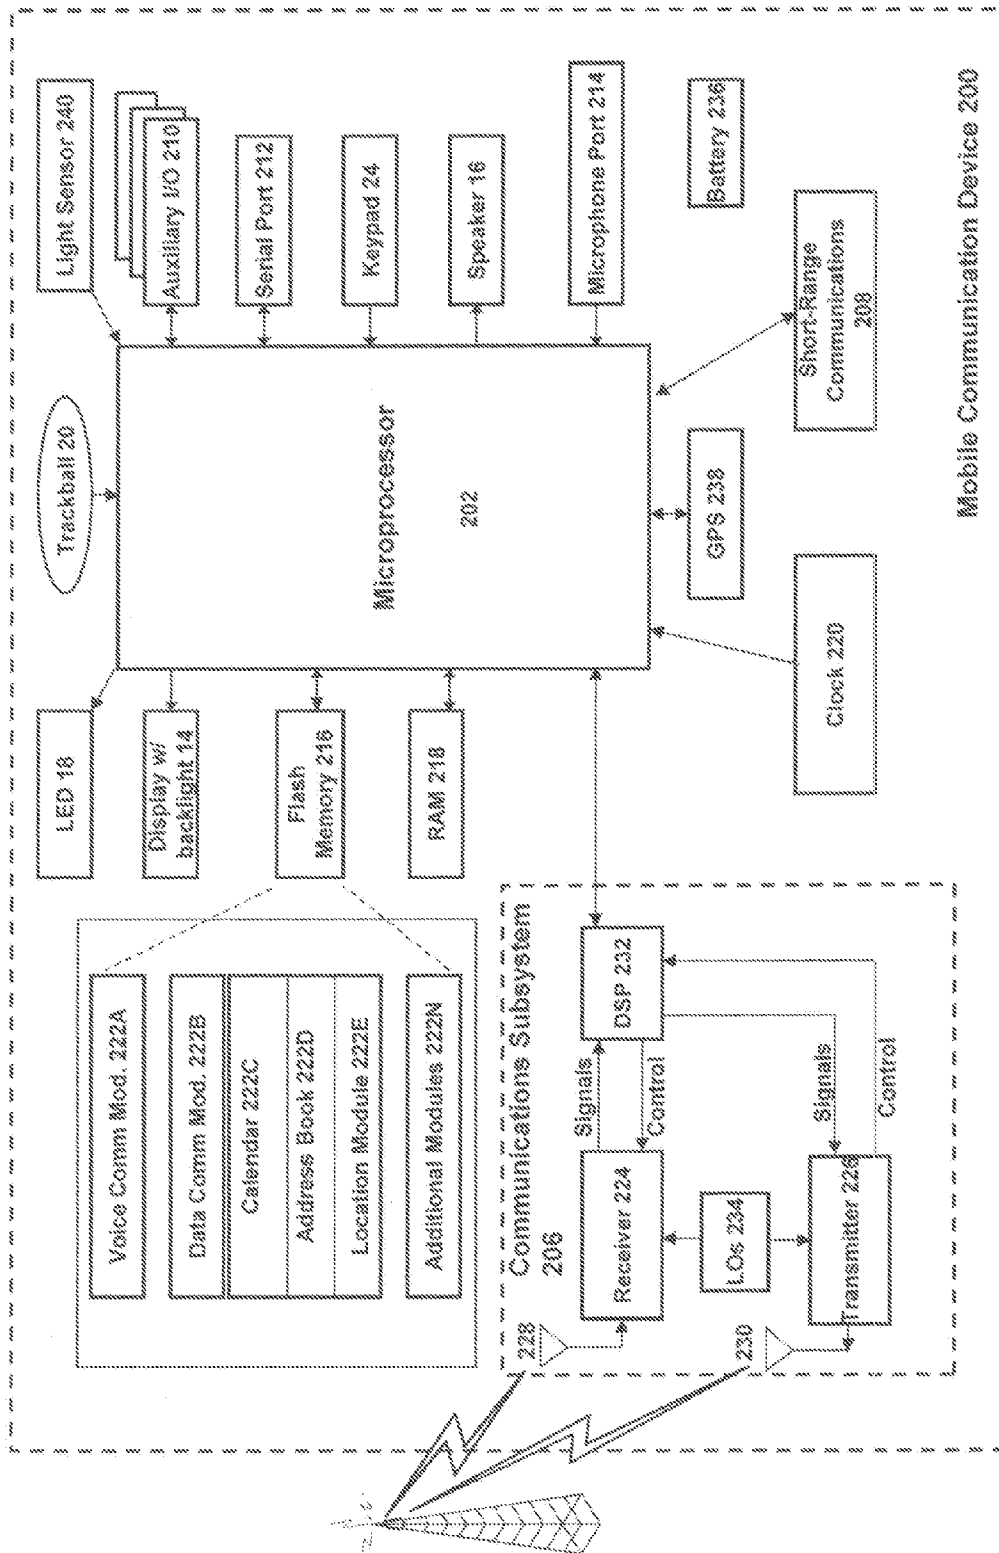 Mobile Communication Device 200
Voice Comm Mod. 222A
Data Comm Mod. 222B
Calendar 222C
Address Book 222D
Location Module 222E
Additional Modules 222N
LED 18
Display w/
backlight 14
Flash
Memory 216
RAM 218
Trackball 20
Microprocessor
202
Light Sensor 240
Auxiliary I/O 210
Serial Port 212
Keypad 24
Speaker 16
Microphone Port 214
Battery 236
Short-Range
Communications
208
GPS 238
Clock 220
Communications Subsystem
206
228
Receiver 224
Signals
Control
DSP 232
LOs 234
230
Transmitter 226
Signals
Control